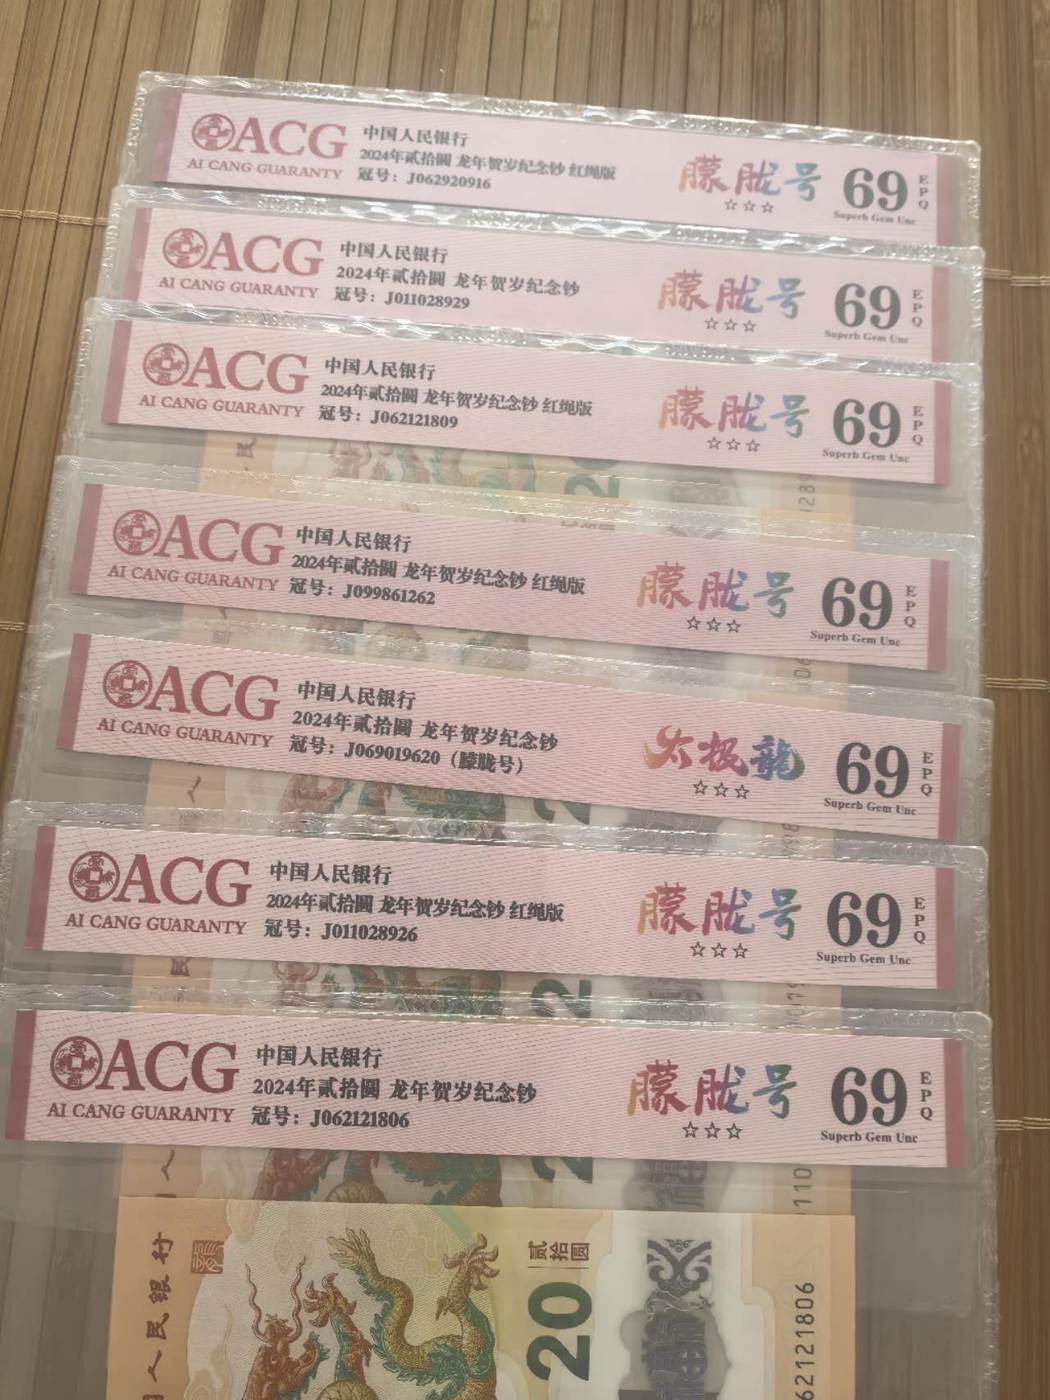 ACG
AI CANG GUARANTY
中国人民银行
2024年贰拾圆 龙年贺岁纪念钞 红绳版
冠号：J062920916
朦胧号
☆☆☆
69
EPQ
Superb Gem Unc
ACG
AI CANG GUARANTY
中国人民银行
2024年贰拾圆 龙年贺岁纪念钞
冠号：J011028929
朦胧号
☆☆☆
69
EPQ
Superb Gem Unc
ACG
AI CANG GUARANTY
中国人民银行
2024年贰拾圆 龙年贺岁纪念钞 红绳版
冠号：J062121809
朦胧号
☆☆☆
69
EPQ
Superb Gem Unc
ACG
AI CANG GUARANTY
中国人民银行
2024年贰拾圆 龙年贺岁纪念钞 红绳版
冠号：J099861262
朦胧号
☆☆☆
69
EPQ
Superb Gem Unc
ACG
AI CANG GUARANTY
中国人民银行
2024年贰拾圆 龙年贺岁纪念钞
冠号：J069019620（朦胧号）
太极龍
☆☆☆
69
EPQ
Superb Gem Unc
ACG
AI CANG GUARANTY
中国人民银行
2024年贰拾圆 龙年贺岁纪念钞 红绳版
冠号：J011028926
朦胧号
☆☆☆
69
EPQ
Superb Gem Unc
ACG
AI CANG GUARANTY
中国人民银行
2024年贰拾圆 龙年贺岁纪念钞
冠号：J062121806
朦胧号
☆☆☆
69
EPQ
Superb Gem Unc
人民银行
20
贰拾圆
62121806